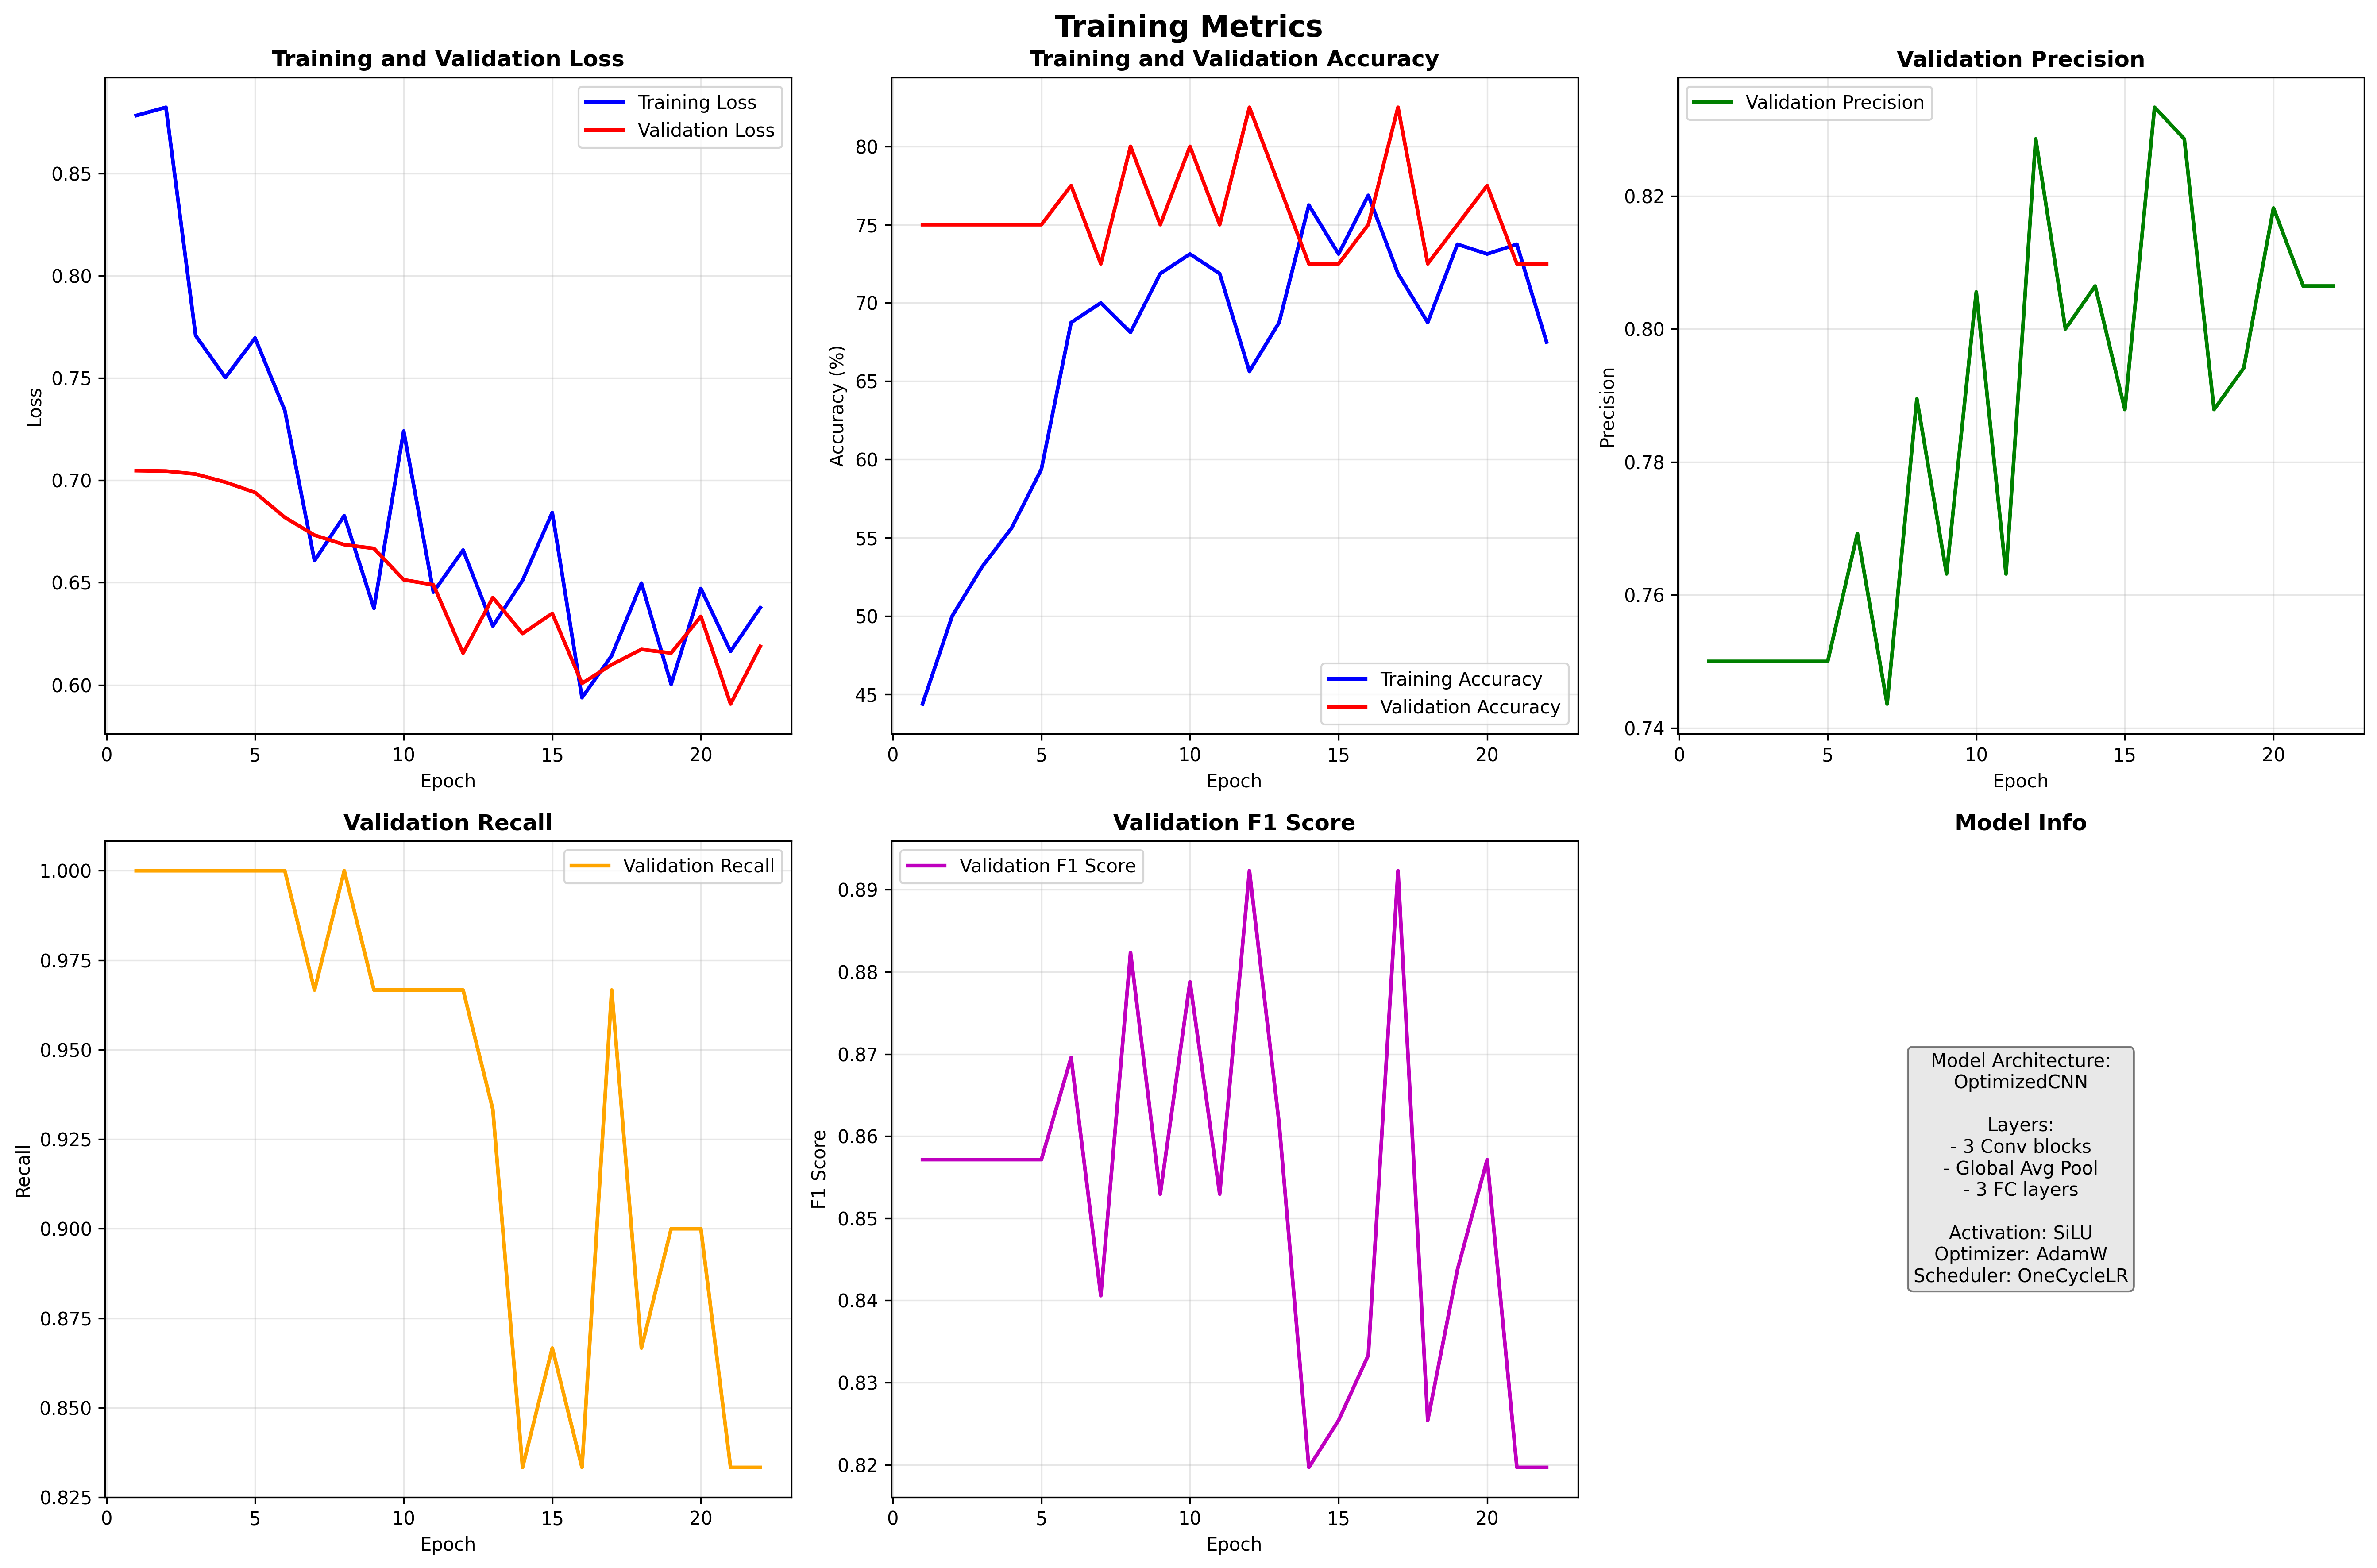 Training Metrics
Training and Validation Loss
Training Loss
Validation Loss
0.85
0.80
0.75
0.70
0.65
0.60
Loss
0 5 10 15 20
Epoch
Training and Validation Accuracy
80
75
70
65
60
55
50
45
Accuracy (%)
Training Accuracy
Validation Accuracy
0 5 10 15 20
Epoch
Validation Precision
Validation Precision
0.82
0.80
0.78
0.76
0.74
Precision
0 5 10 15 20
Epoch
Validation Recall
Validation Recall
1.000
0.975
0.950
0.925
0.900
0.875
0.850
0.825
Recall
0 5 10 15 20
Epoch
Validation F1 Score
Validation F1 Score
0.89
0.88
0.87
0.86
0.85
0.84
0.83
0.82
F1 Score
0 5 10 15 20
Epoch
Model Info
Model Architecture:
OptimizedCNN
Layers:
- 3 Conv blocks
- Global Avg Pool
- 3 FC layers
Activation: SiLU
Optimizer: AdamW
Scheduler: OneCycleLR